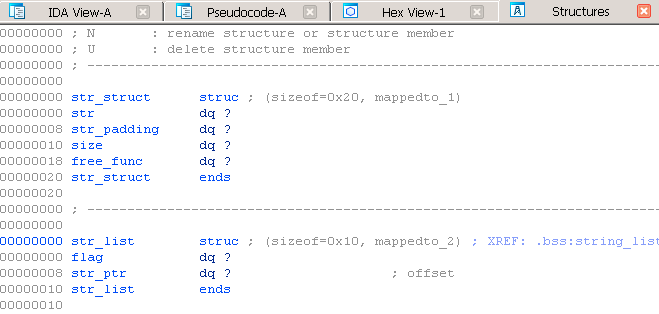 IDA View-A Pseudocode-A Hex View-1 A Structures
00000000 ; N : rename structure or structure member
00000000 ; U : delete structure member
00000000 ; ---------------------------------------------------------------
00000000
00000000 str_struct struc ; (sizeof=0x20, mappedto_1)
00000000 str dq ?
00000008 str_padding dq ?
00000010 size dq ?
00000018 free_func dq ?
00000020 str_struct ends
00000020
00000000 ; ---------------------------------------------------------------
00000000
00000000 str_list struc ; (sizeof=0x10, mappedto_2) ; XREF: .bss:string_list
00000000 flag dq ?
00000008 str_ptr dq ? ; offset
00000010 str_list ends
00000010